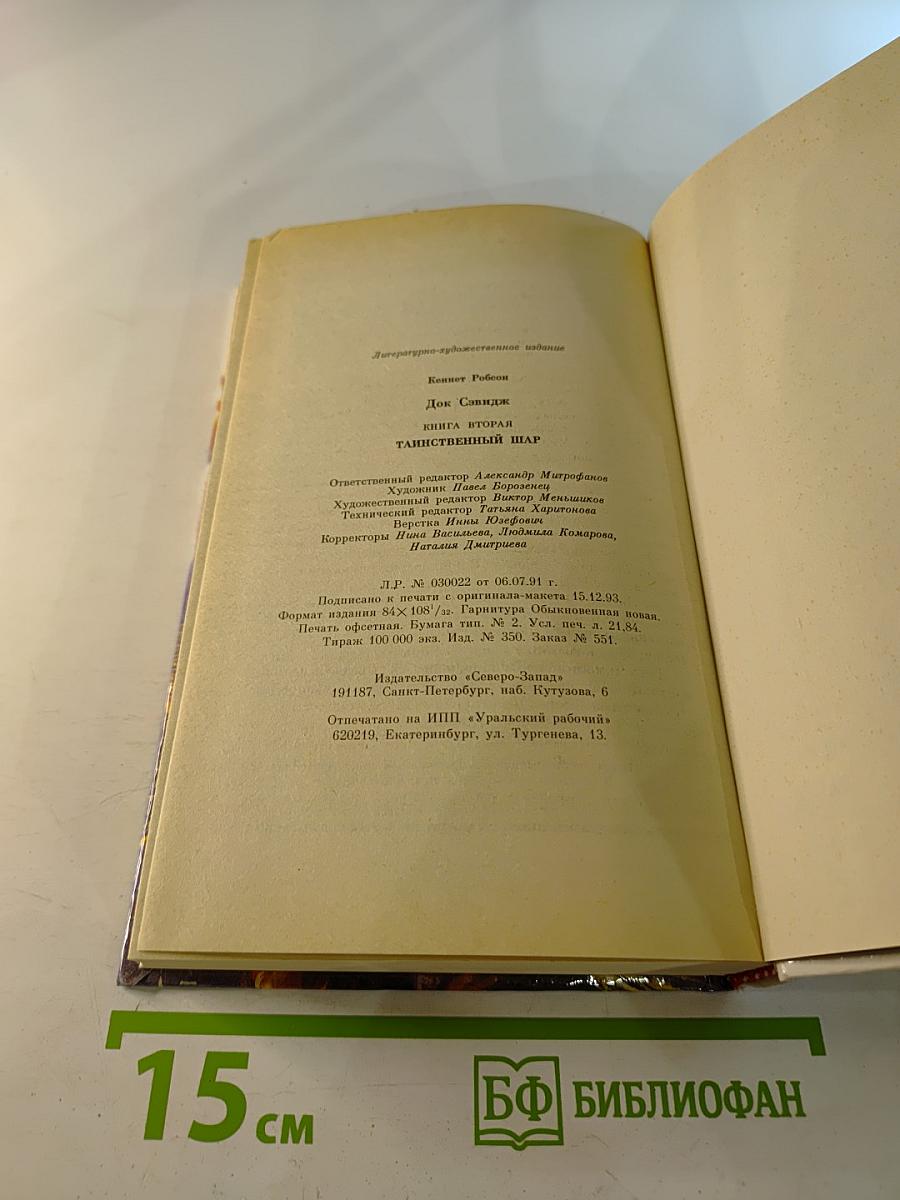 Литературно-художественное издание
Кеннет Робсон
Док Сэвидж
КНИГА ВТОРАЯ
ТАИНСТВЕННЫЙ ШАР
Ответственный редактор Александр Митрофанов
Художник Павел Борозенец
Художественный редактор Виктор Меньшиков
Технический редактор Татьяна Харитонова
Верстка Инны Юзефович
Корректоры Нина Васильева, Людмила Комарова,
Наталия Дмитриева
Л.Р. № 030022 от 06.07.91 г.
Подписано к печати с оригинала-макета 15.12.93.
Формат издания 84×108¹/₃₂. Гарнитура Обыкновенная новая.
Печать офсетная. Бумага тип. № 2. Усл. печ. л. 21,84.
Тираж 100 000 экз. Изд. № 350. Заказ № 551.
Издательство «Северо-Запад»
191187, Санкт-Петербург, наб. Кутузова, 6
Отпечатано на ИПП «Уральский рабочий»
620219, Екатеринбург, ул. Тургенева, 13.
15 см
БФ БИБЛИОФАН